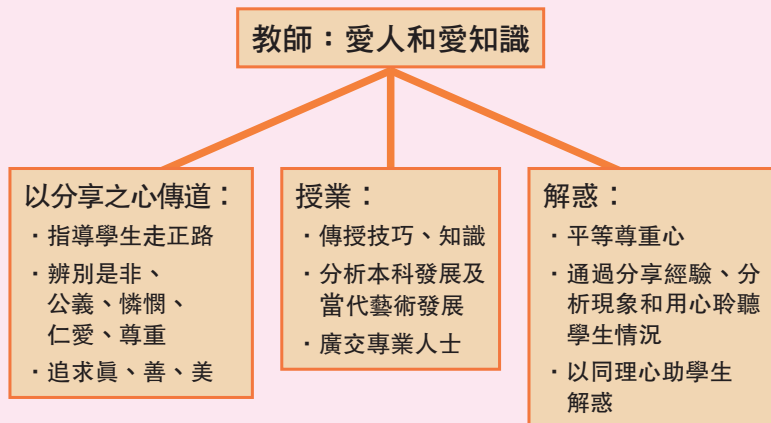 教師：愛人和愛知識
以分享之心傳道：
．指導學生走正路
．辨別是非、
公義、憐憫、
仁愛、尊重
．追求眞、善、美
授業：
．傳授技巧、知識
．分析本科發展及
當代藝術發展
．廣交專業人士
解惑：
．平等尊重心
．通過分享經驗、分
析現象和用心聆聽
學生情況
．以同理心助學生
解惑